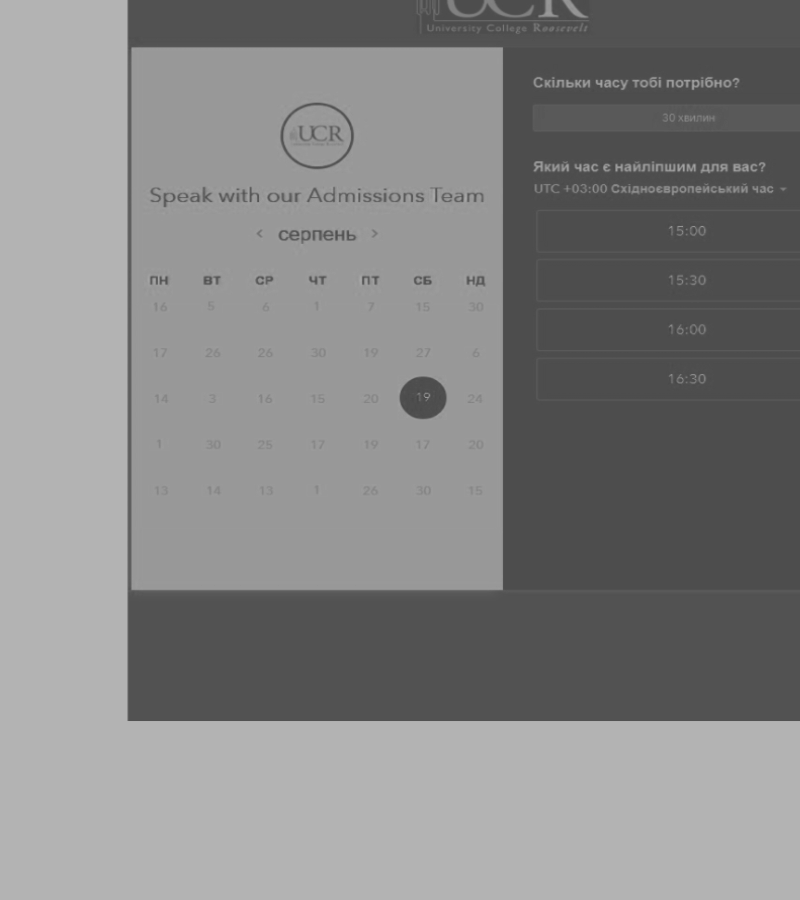 UCR
University College Roosevelt
UCR
Speak with our Admissions Team
< серпень >
ПН ВТ СР ЧТ ПТ СБ НД
16 5 6 1 7 15 30
17 26 26 30 19 27 6
14 3 16 15 20 19 24
1 30 25 17 19 17 20
13 14 13 1 26 30 15
Скільки часу тобі потрібно?
30 хвилин
Який час є найліпшим для вас?
UTC +03:00 Східноєвропейський час
15:00
15:30
16:00
16:30